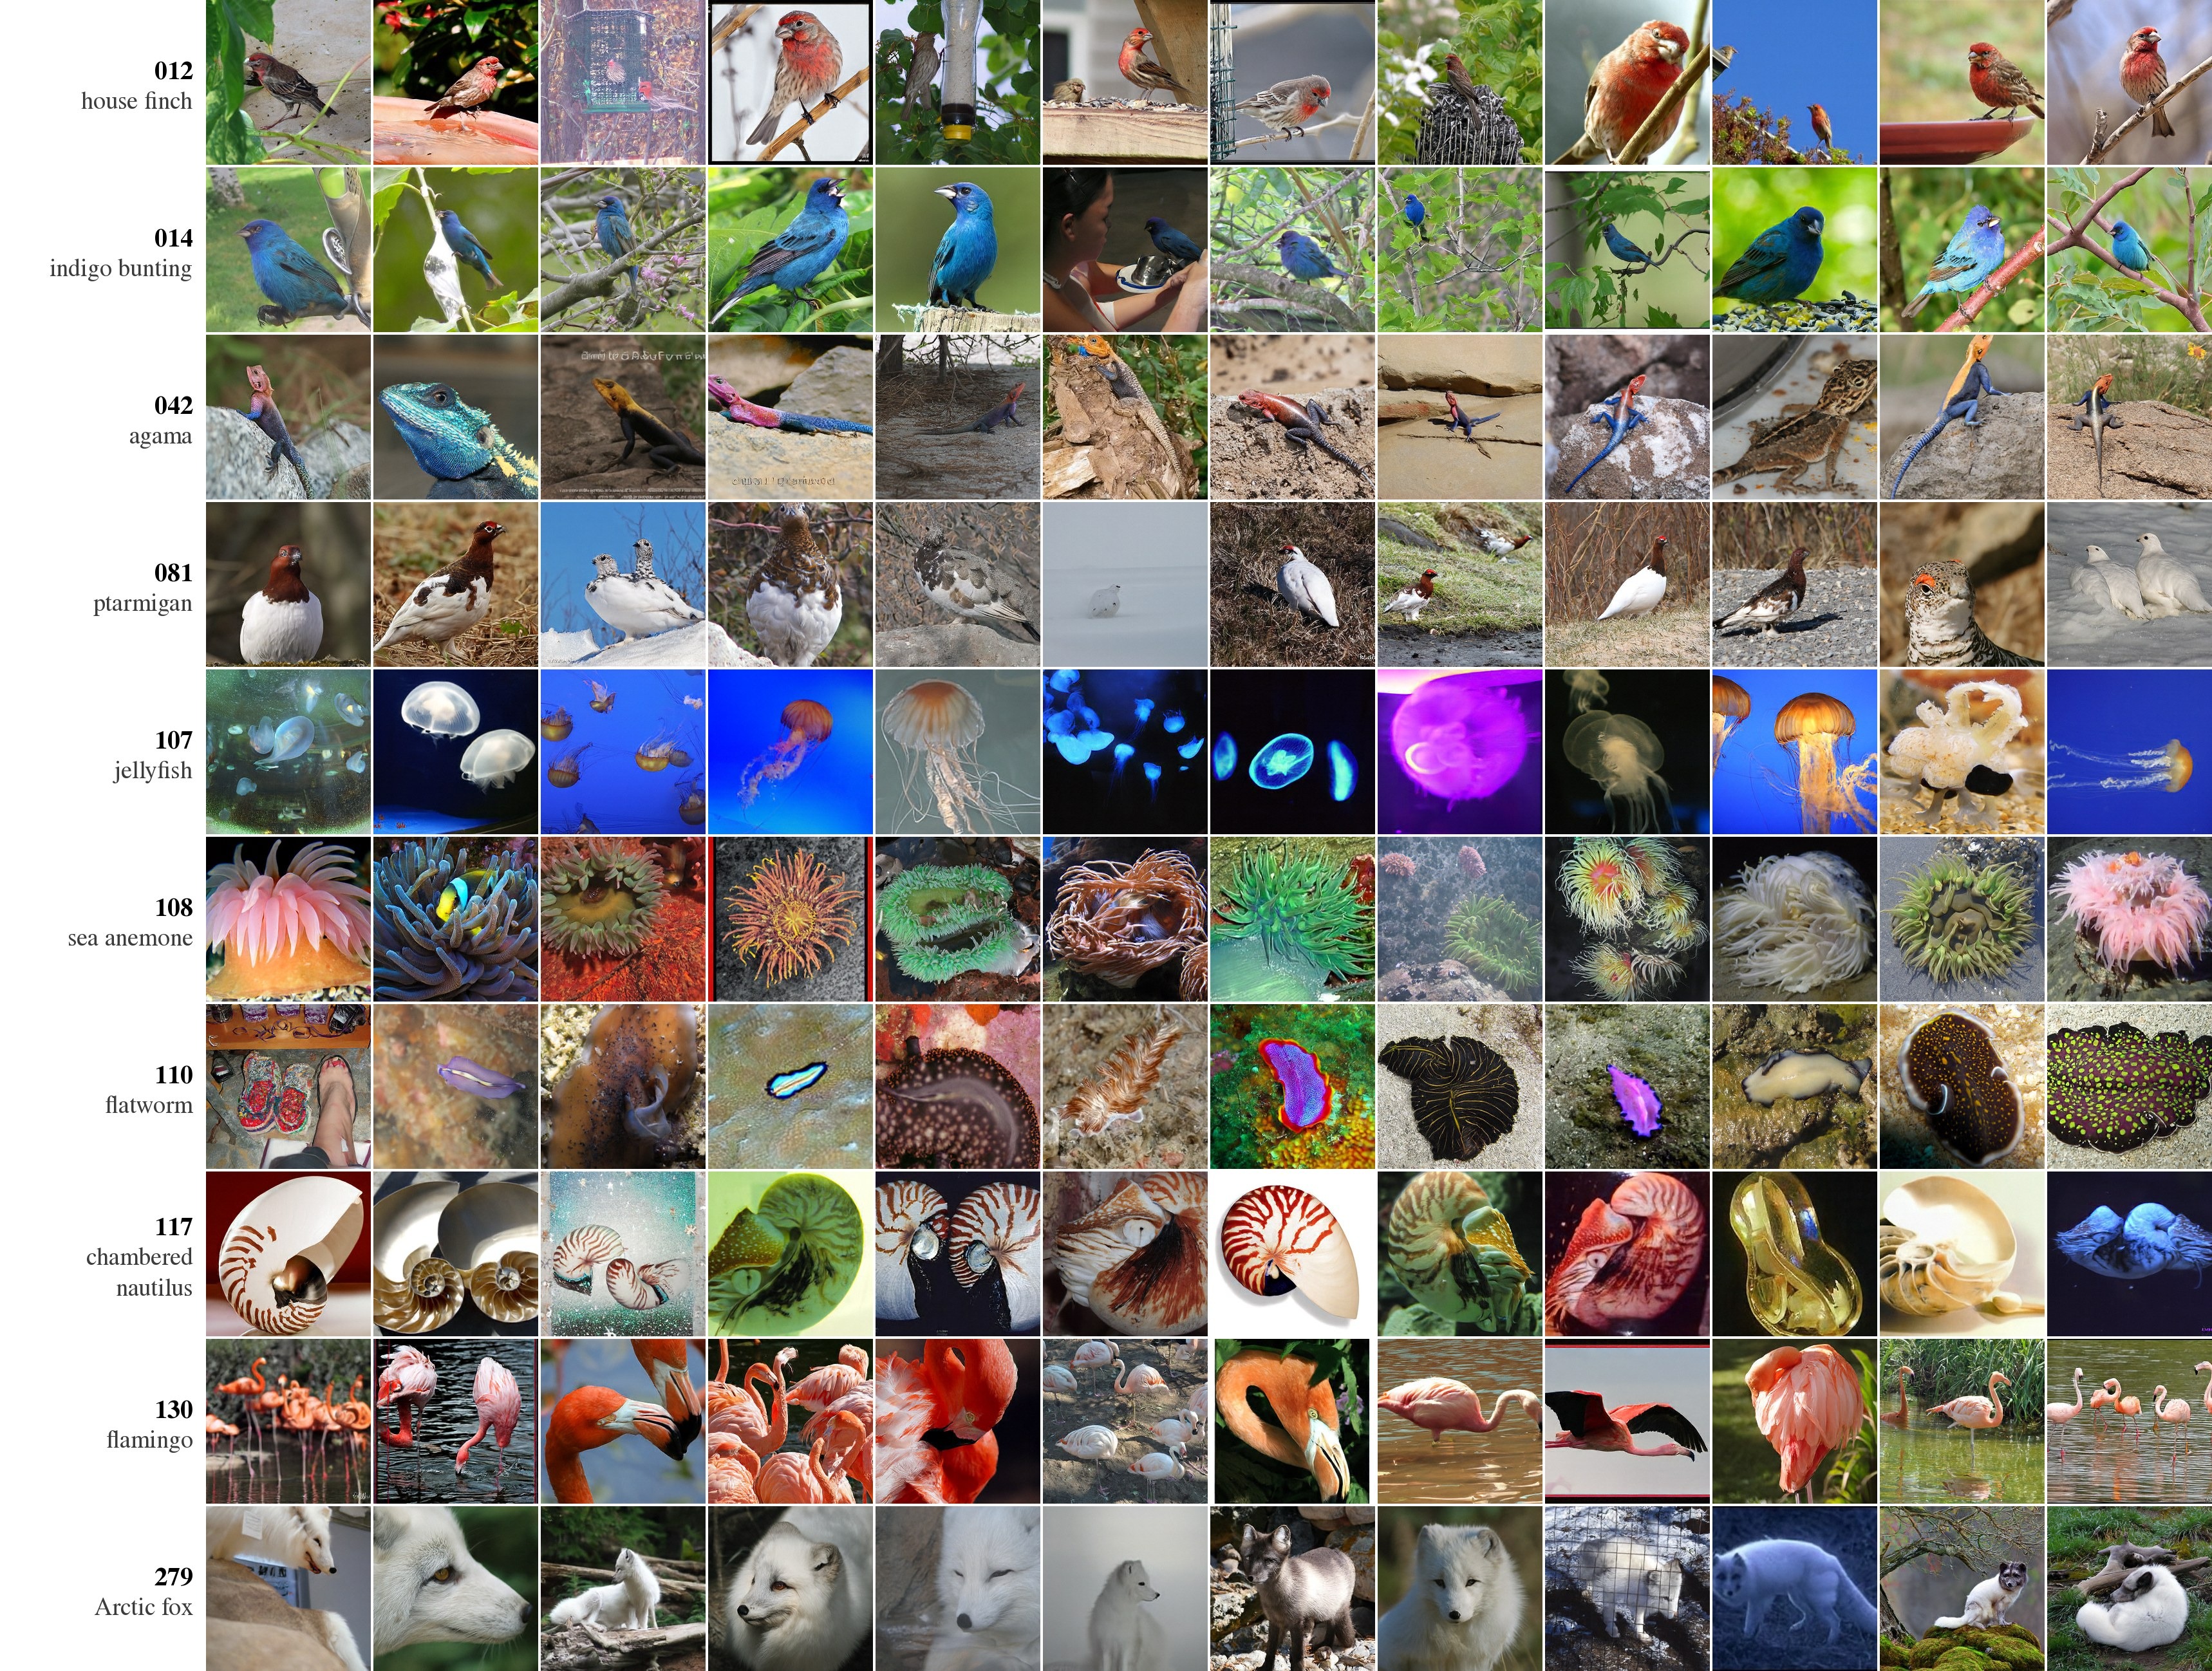 012
house finch
014
indigo bunting
042
agama
081
ptarmigan
107
jellyfish
108
sea anemone
110
flatworm
117
chambered
nautilus
130
flamingo
279
Arctic fox